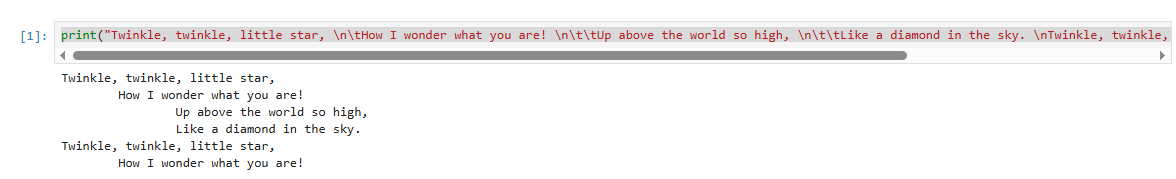 [1]: print("Twinkle, twinkle, little star, \n\tHow I wonder what you are! \n\t\tUp above the world so high, \n\t\tLike a diamond in the sky. \nTwinkle, twinkle,
Twinkle, twinkle, little star,
	How I wonder what you are!
		Up above the world so high,
		Like a diamond in the sky.
Twinkle, twinkle, little star,
	How I wonder what you are!